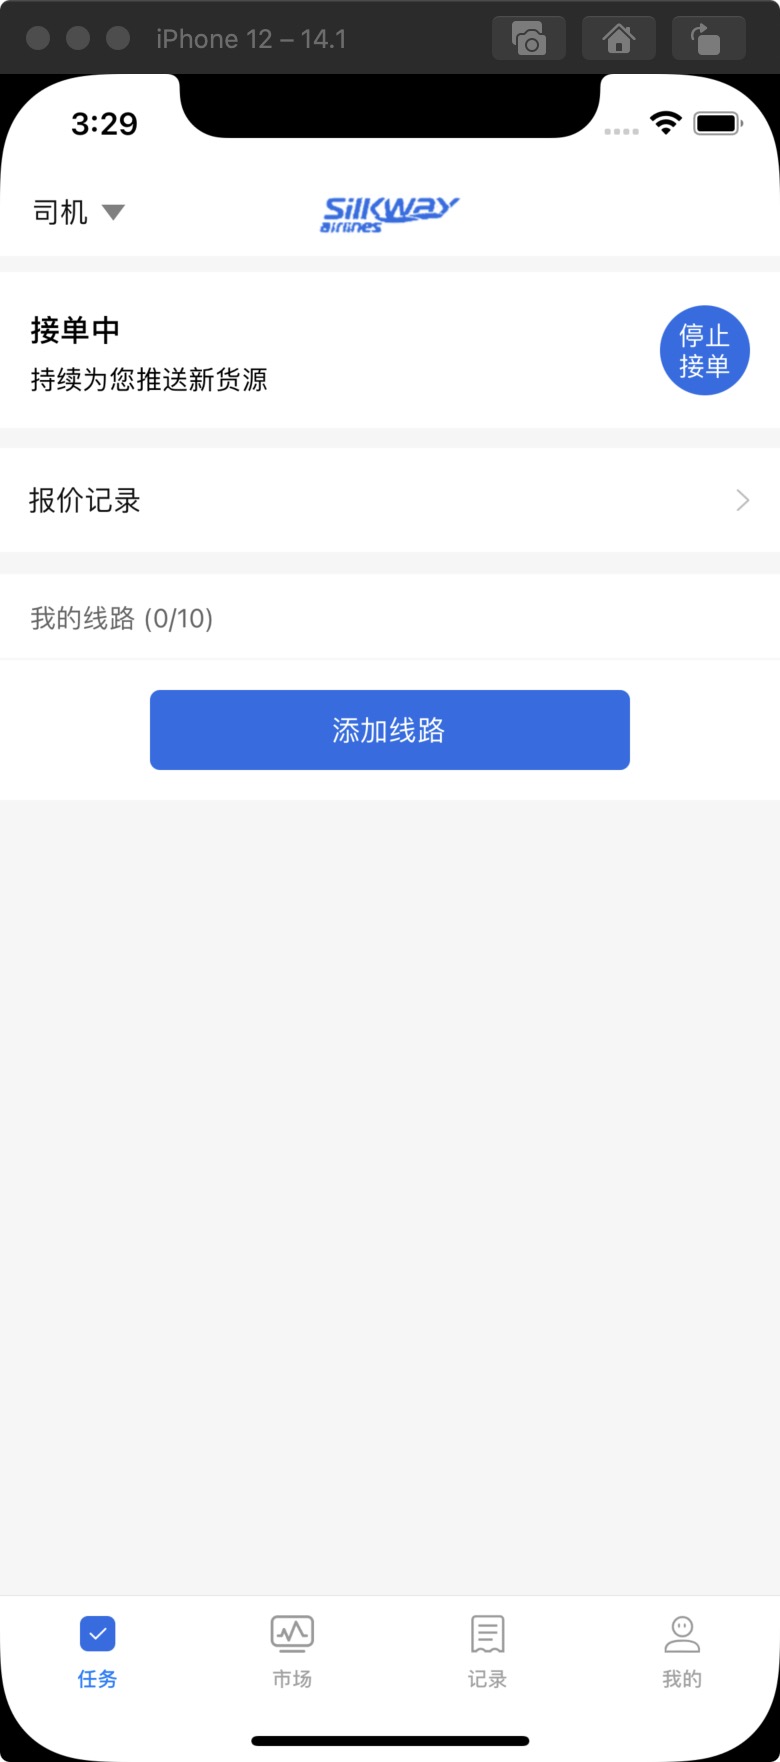 iPhone 12 – 14.1
3:29
司机
Silkway
airlines
接单中
持续为您推送新货源
停止
接单
报价记录
我的线路 (0/10)
添加线路
任务
市场
记录
我的